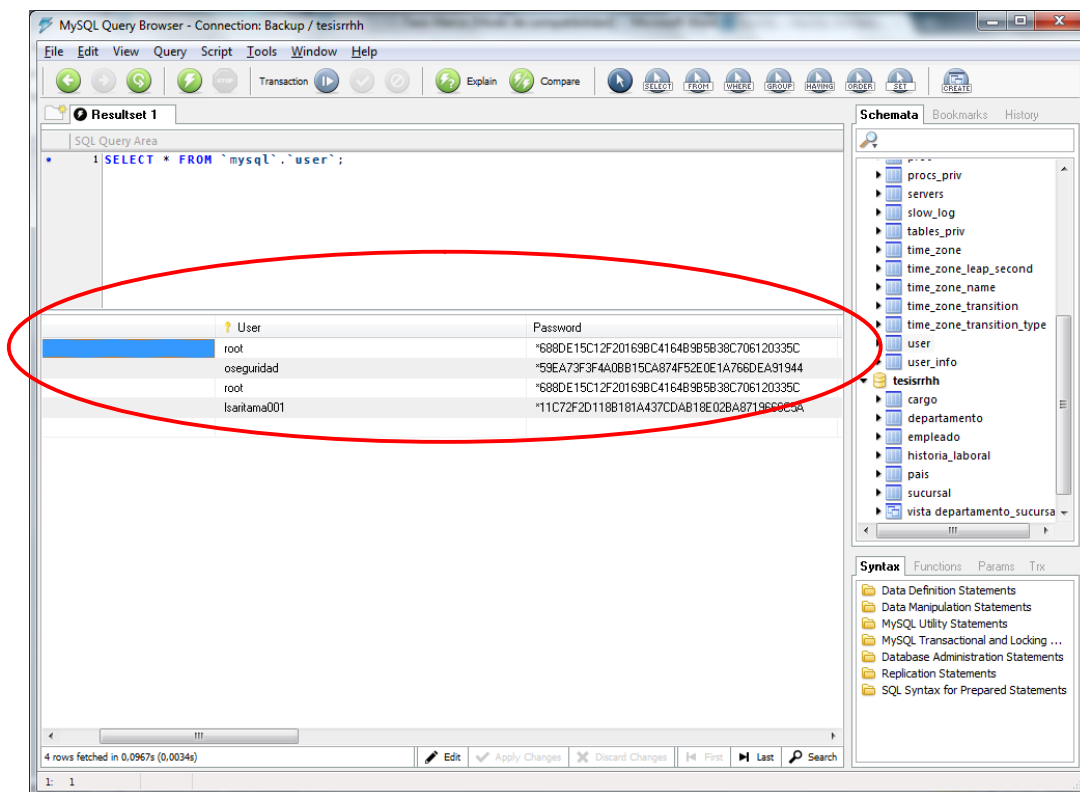 MySQL Query Browser - Connection: Backup / tesisrrhh
File Edit View Query Script Tools Window Help
STOP Transaction Explain Compare SELECT FROM WHERE GROUP HAVING ORDER SET CREATE
Resultset 1
SQL Query Area
1 SELECT * FROM `mysql`.`user`;
User Password
root *688DE15C12F20169BC4164B9B5B38C706120335C
oseguridad *59EA73F3F4A0BB15CA874F52E0E1A766DEA91944
root *688DE15C12F20169BC4164B9B5B38C706120335C
lsaritama001
4 rows fetched in 0,0967s (0,0034s)
Edit Apply Changes Discard Changes First Last Search
1: 1
Schemata Bookmarks History
procs_priv
servers
slow_log
tables_priv
time_zone
time_zone_leap_second
time_zone_name
time_zone_transition
time_zone_transition_type
user
user_info
tesisrrhh
cargo
departamento
empleado
historia_laboral
pais
sucursal
vista departamento_sucursa
Syntax Functions Params Trx
Data Definition Statements
Data Manipulation Statements
MySQL Utility Statements
MySQL Transactional and Locking ...
Database Administration Statements
Replication Statements
SQL Syntax for Prepared Statements